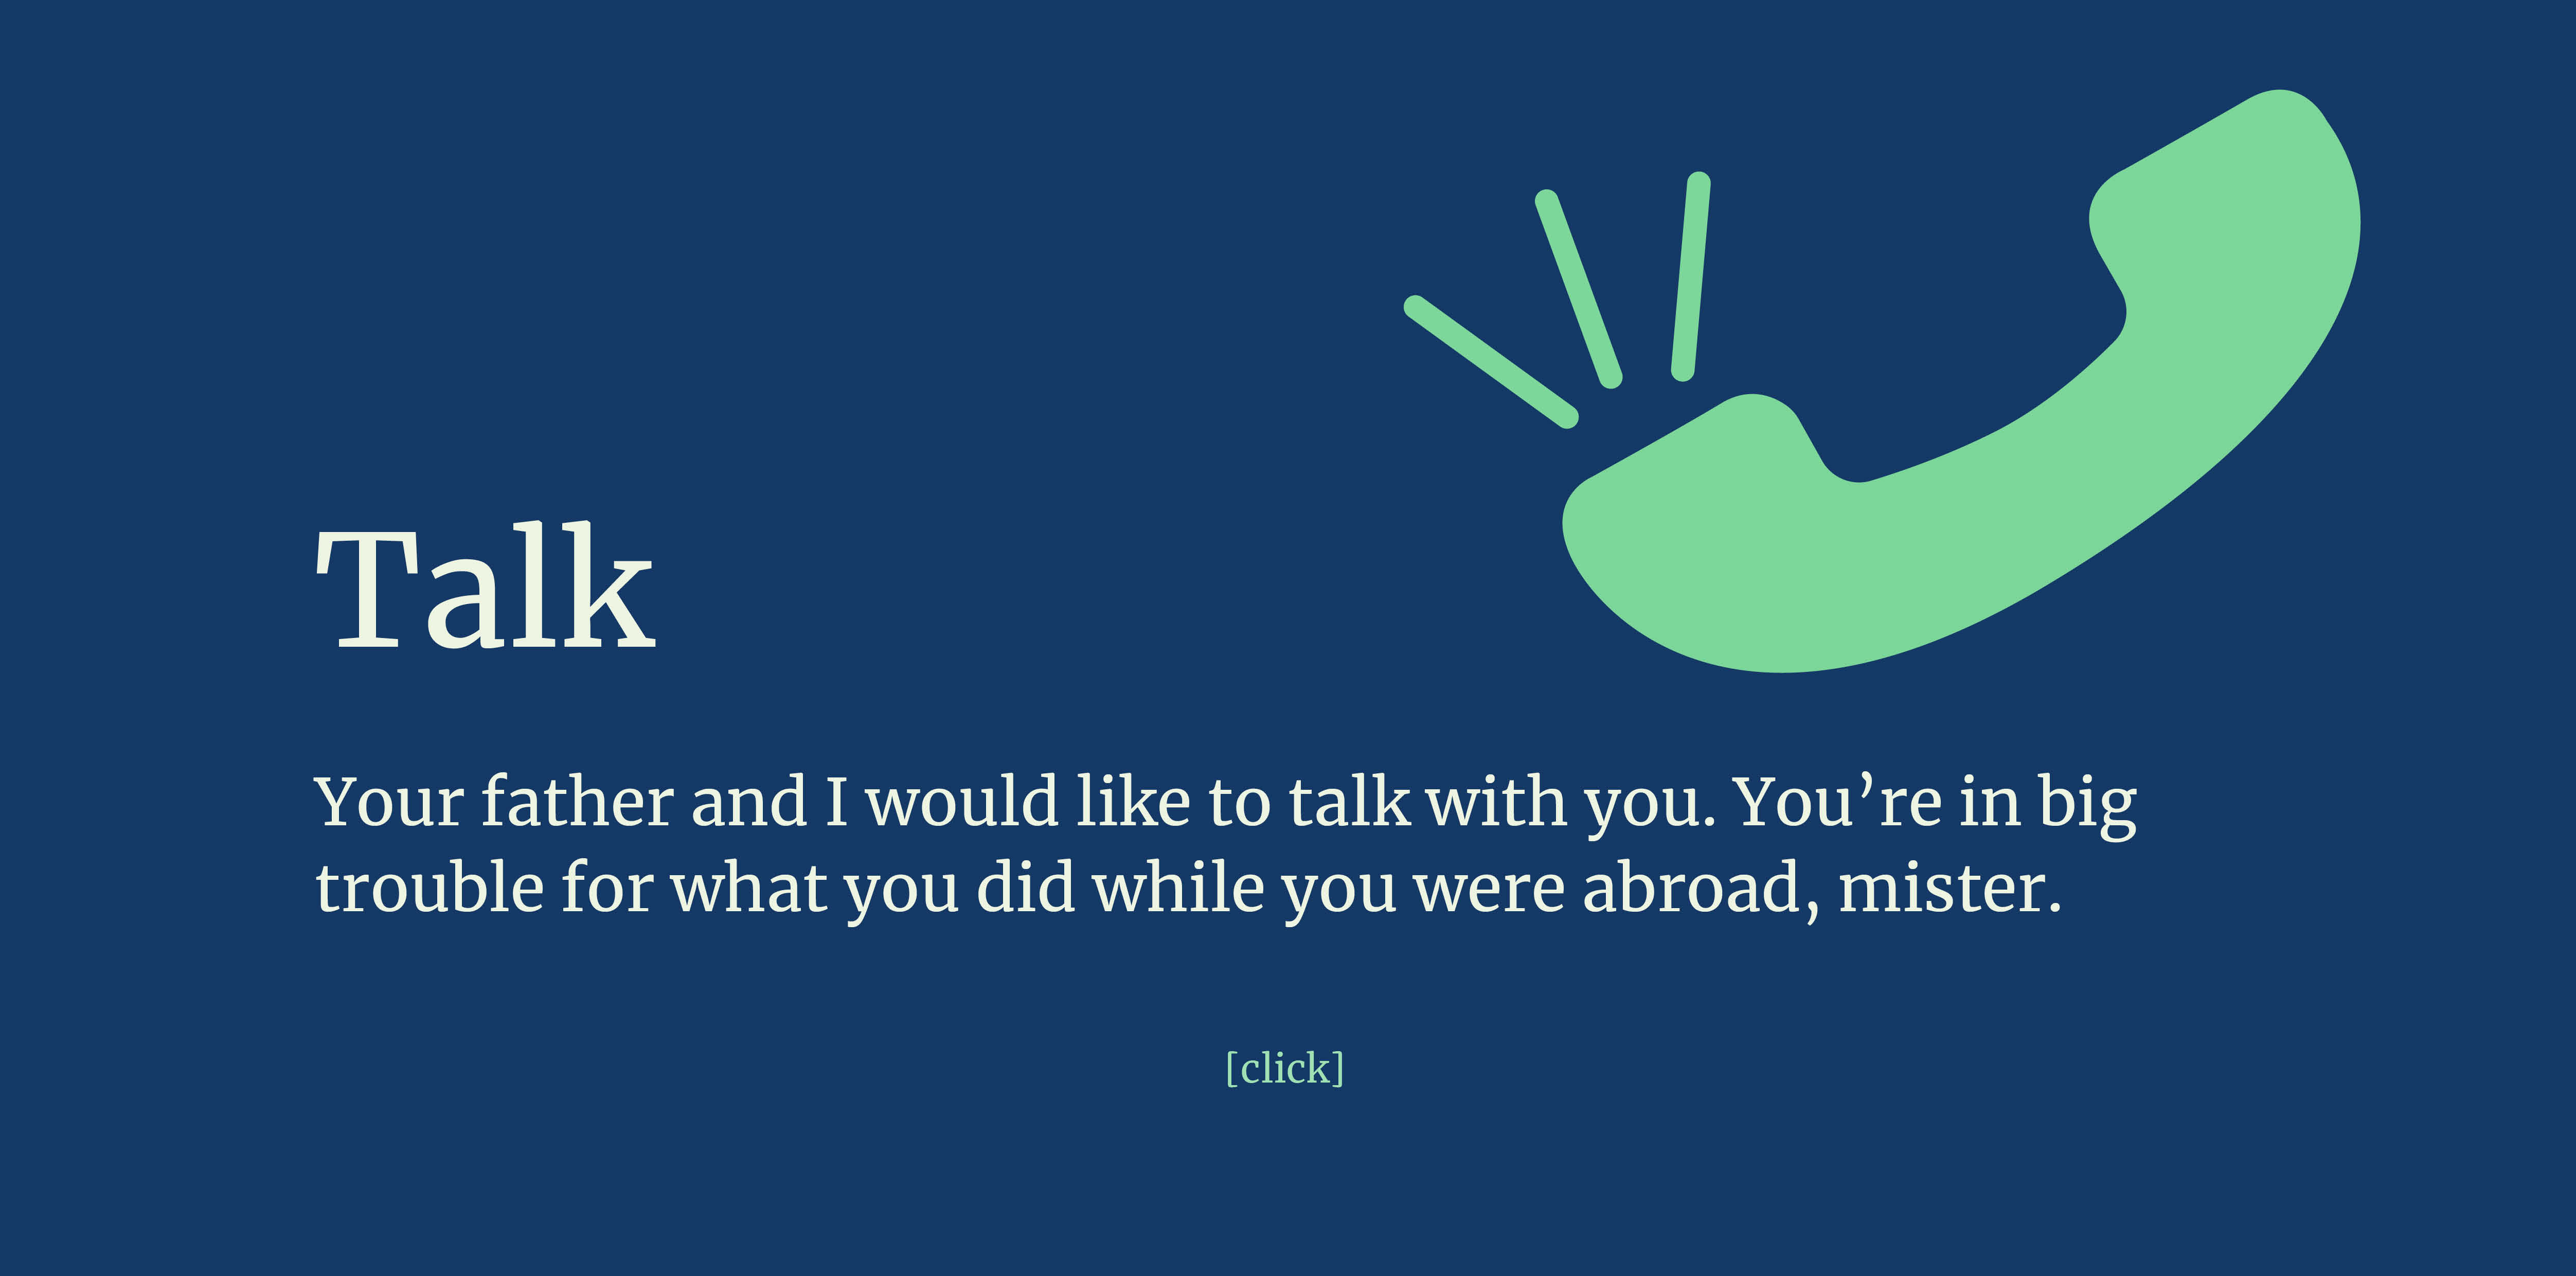 Talk
Your father and I would like to talk with you. You’re in big
trouble for what you did while you were abroad, mister.
[click]